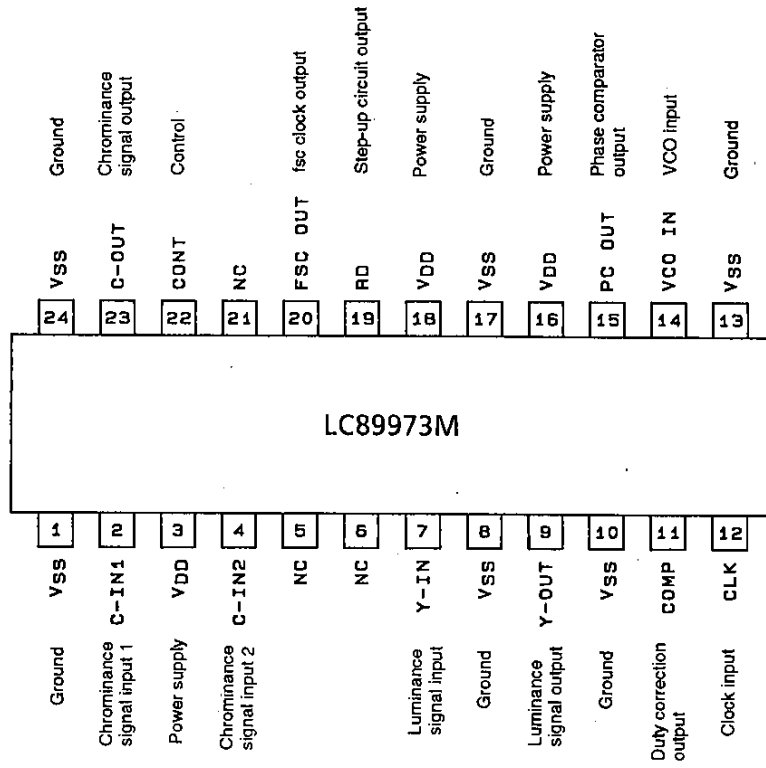 Ground
Chrominance
signal output
Control
fsc clock output
Step-up circuit output
Power supply
Ground
Power supply
Phase comparator
output
VCO input
Ground
VSS
C-OUT
CONT
NC
FSC OUT
RD
VDD
VSS
VDD
PC OUT
VCO IN
VSS
24 23 22 21 20 19 18 17 16 15 14 13
LC89973M
1 2 3 4 5 6 7 8 9 10 11 12
VSS
C-IN1
VDD
C-IN2
NC
NC
Y-IN
VSS
Y-OUT
VSS
COMP
CLK
Ground
Chrominance
signal input 1
Power supply
Chrominance
signal input 2
Luminance
signal input
Ground
Luminance
signal output
Ground
Duty correction
output
Clock input